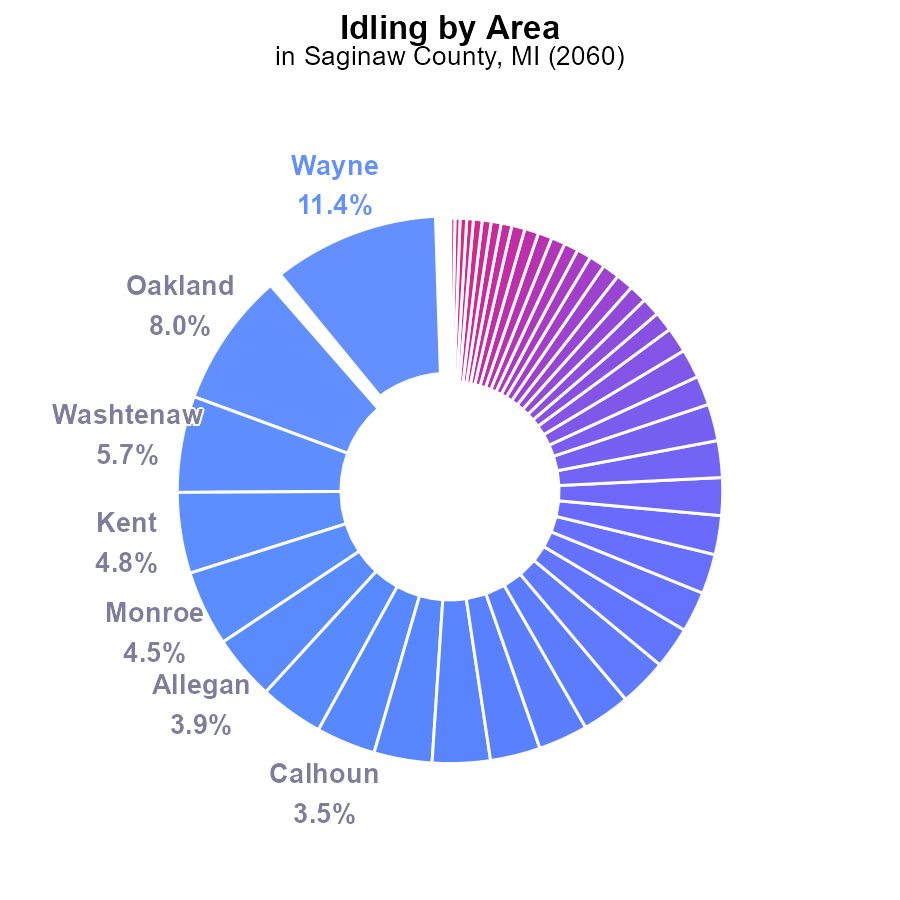 Idling by Area
in Saginaw County, MI (2060)
Wayne
11.4%
Oakland
8.0%
Washtenaw
5.7%
Kent
4.8%
Monroe
4.5%
Allegan
3.9%
Calhoun
3.5%